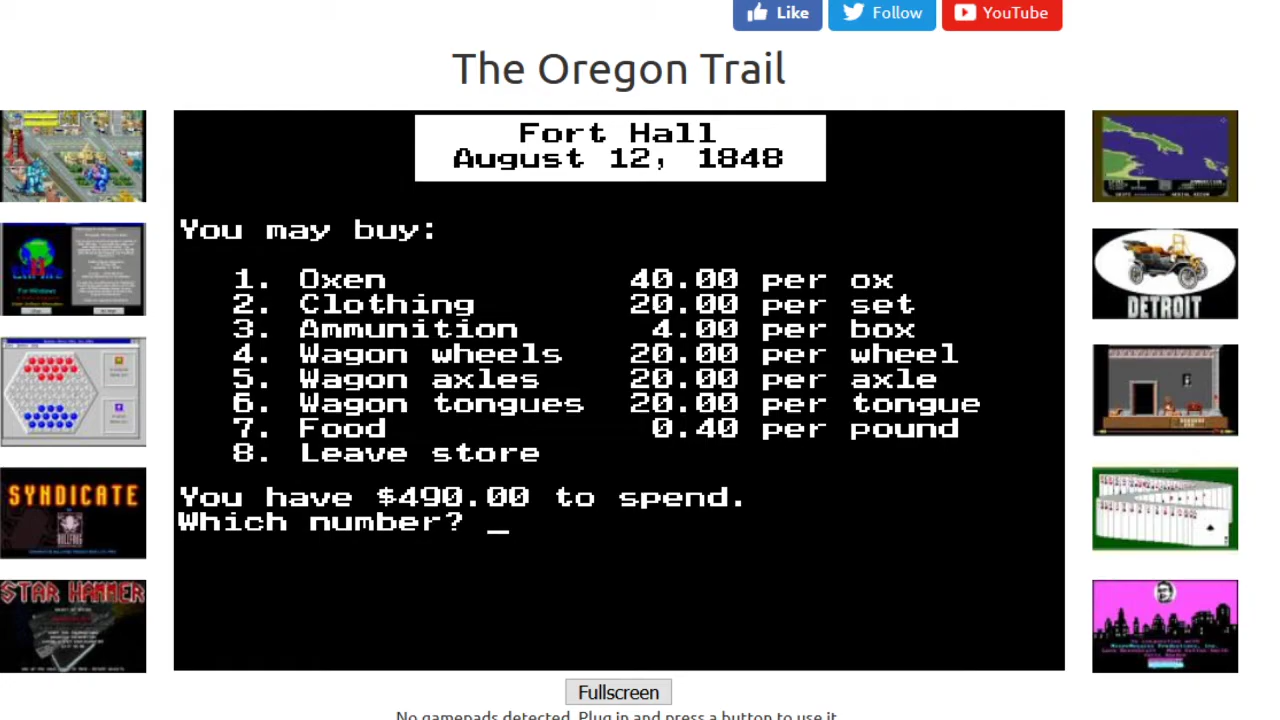 Like Follow YouTube
The Oregon Trail
Fort Hall
August 12, 1848
You may buy:
1. Oxen 40.00 per ox
2. Clothing 20.00 per set
3. Ammunition 4.00 per box
4. Wagon wheels 20.00 per wheel
5. Wagon axles 20.00 per axle
6. Wagon tongues 20.00 per tongue
7. Food 0.40 per pound
8. Leave store
You have $490.00 to spend.
Which number? _
DETROIT
SYNDICATE
STAR HAMMER
Fullscreen
No gamepads detected. Plug in and press a button to use it.